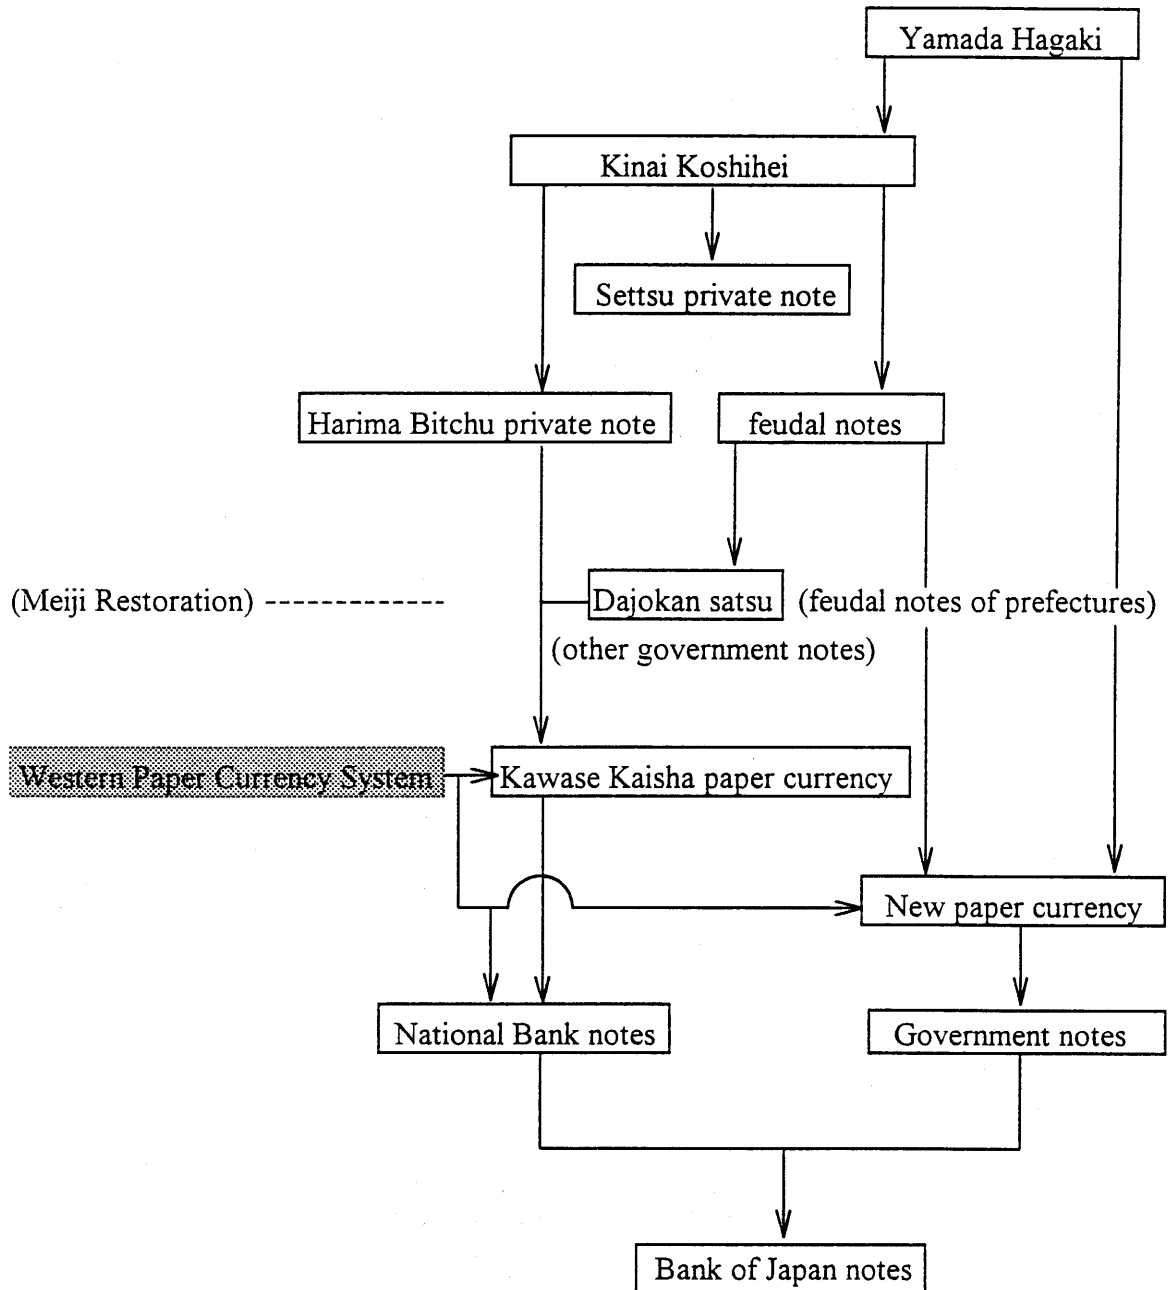 Yamada Hagaki
Kinai Koshihei
Settsu private note
Harima Bitchu private note
feudal notes
(Meiji Restoration)
Dajokan satsu
(feudal notes of prefectures)
(other government notes)
Western Paper Currency System
Kawase Kaisha paper currency
New paper currency
National Bank notes
Government notes
Bank of Japan notes